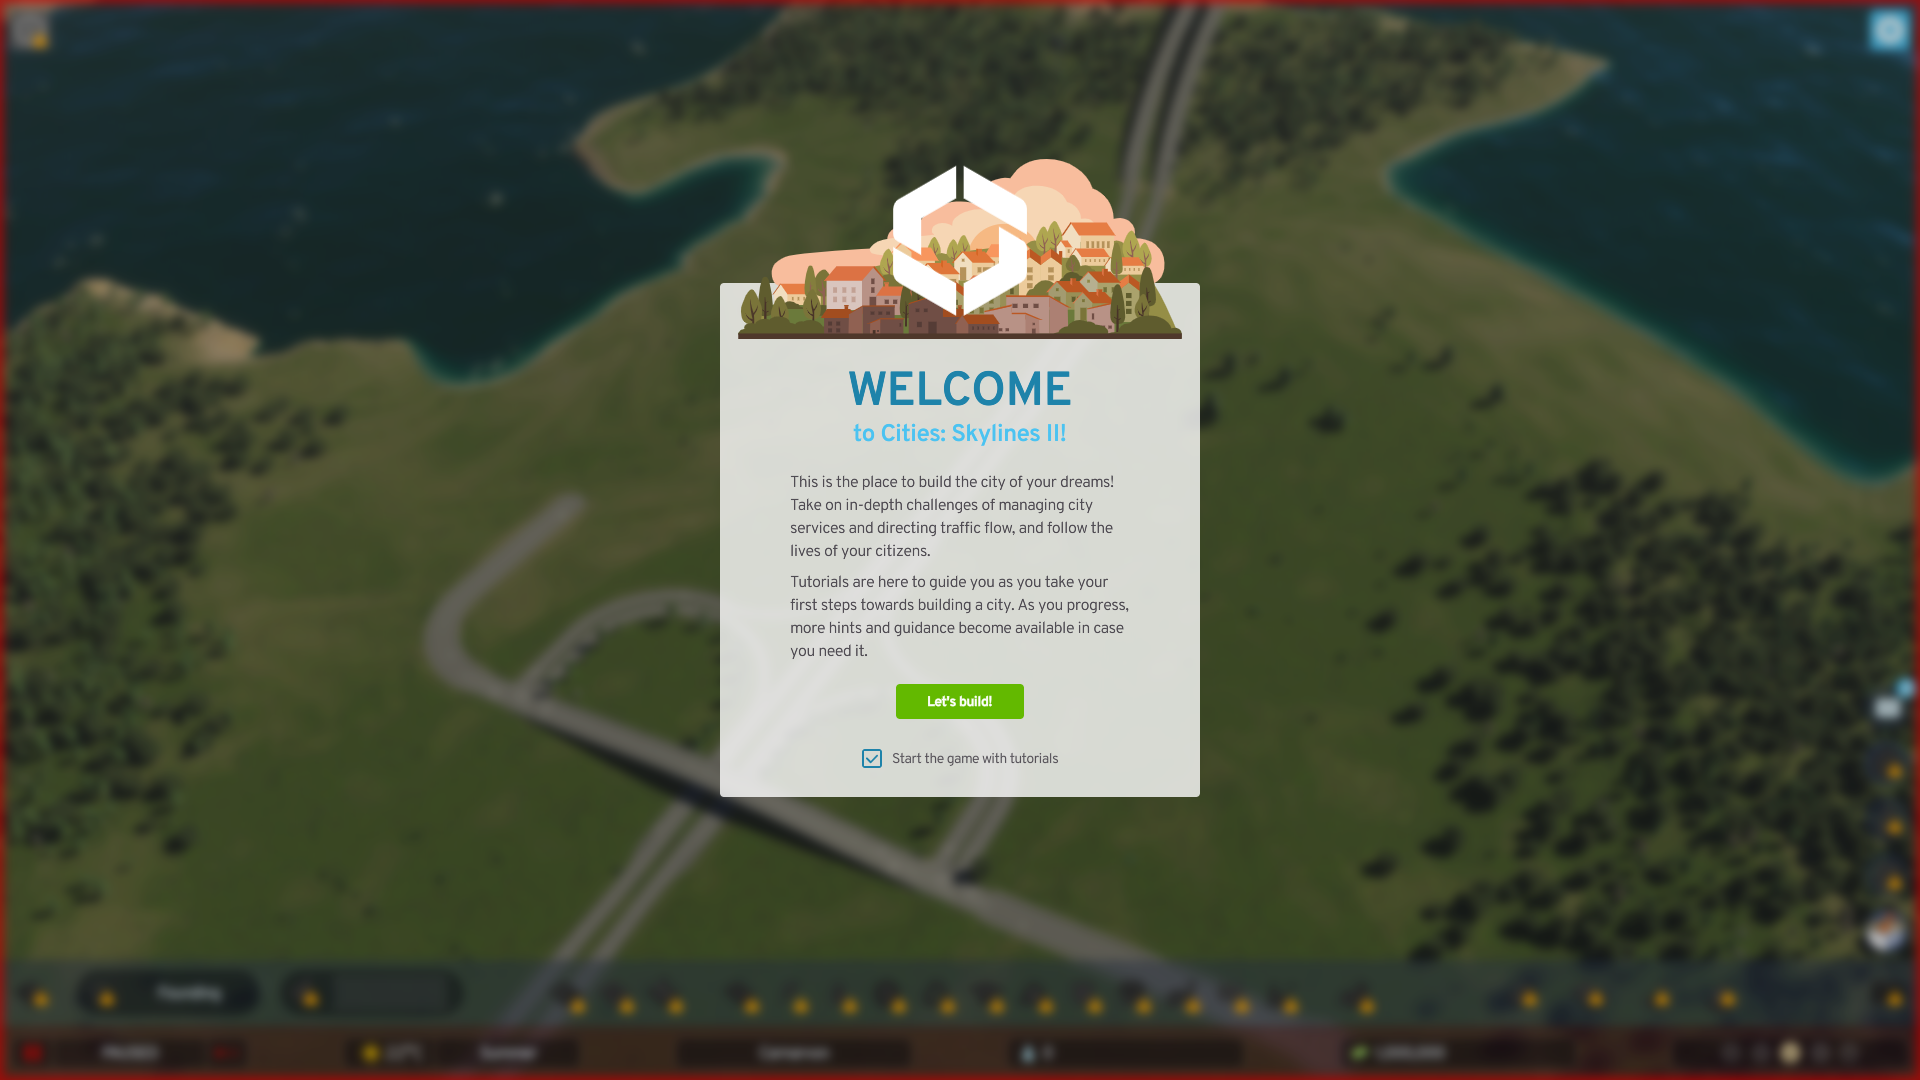 WELCOME
to Cities: Skylines II!
This is the place to build the city of your dreams!
Take on in-depth challenges of managing city
services and directing traffic flow, and follow the
lives of your citizens.
Tutorials are here to guide you as you take your
first steps towards building a city. As you progress,
more hints and guidance become available in case
you need it.
Let's build!
Start the game with tutorials